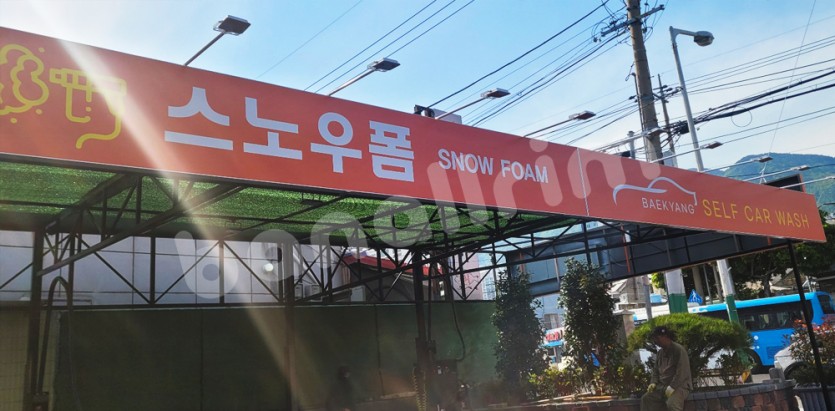 스노우폼 SNOW FOAM
BAEKYANG SELF CAR WASH